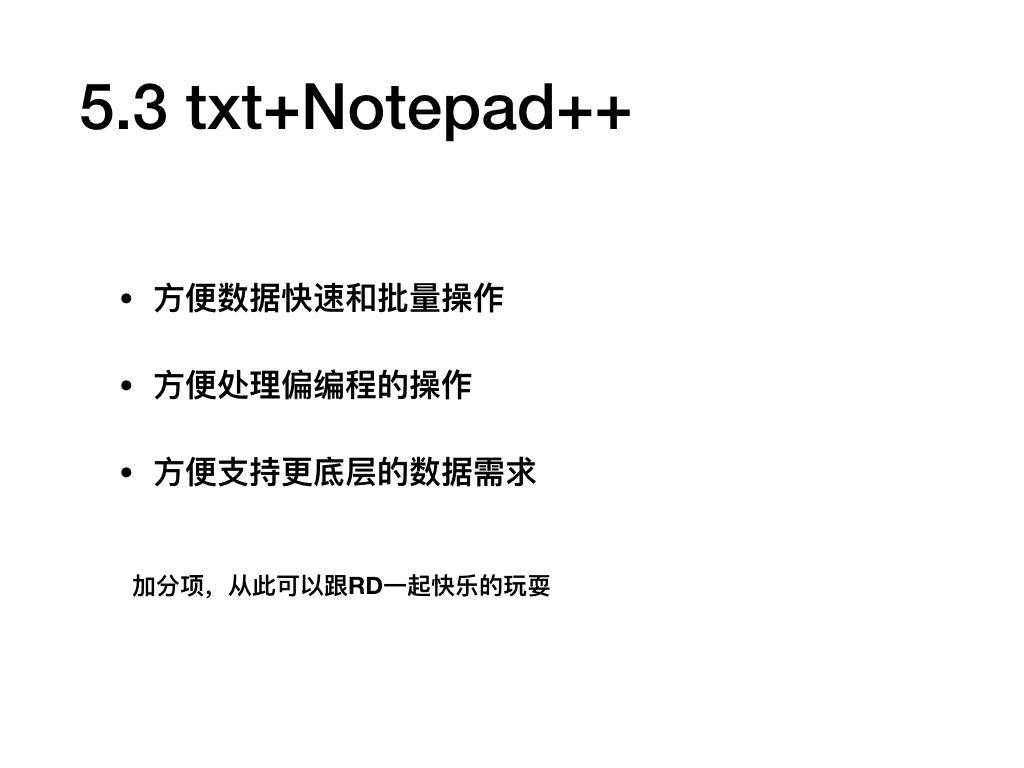 5.3 txt+Notepad++
• 方便数据快速和批量操作
• 方便处理偏编程的操作
• 方便支持更底层的数据需求
加分项，从此可以跟RD一起快乐的玩耍